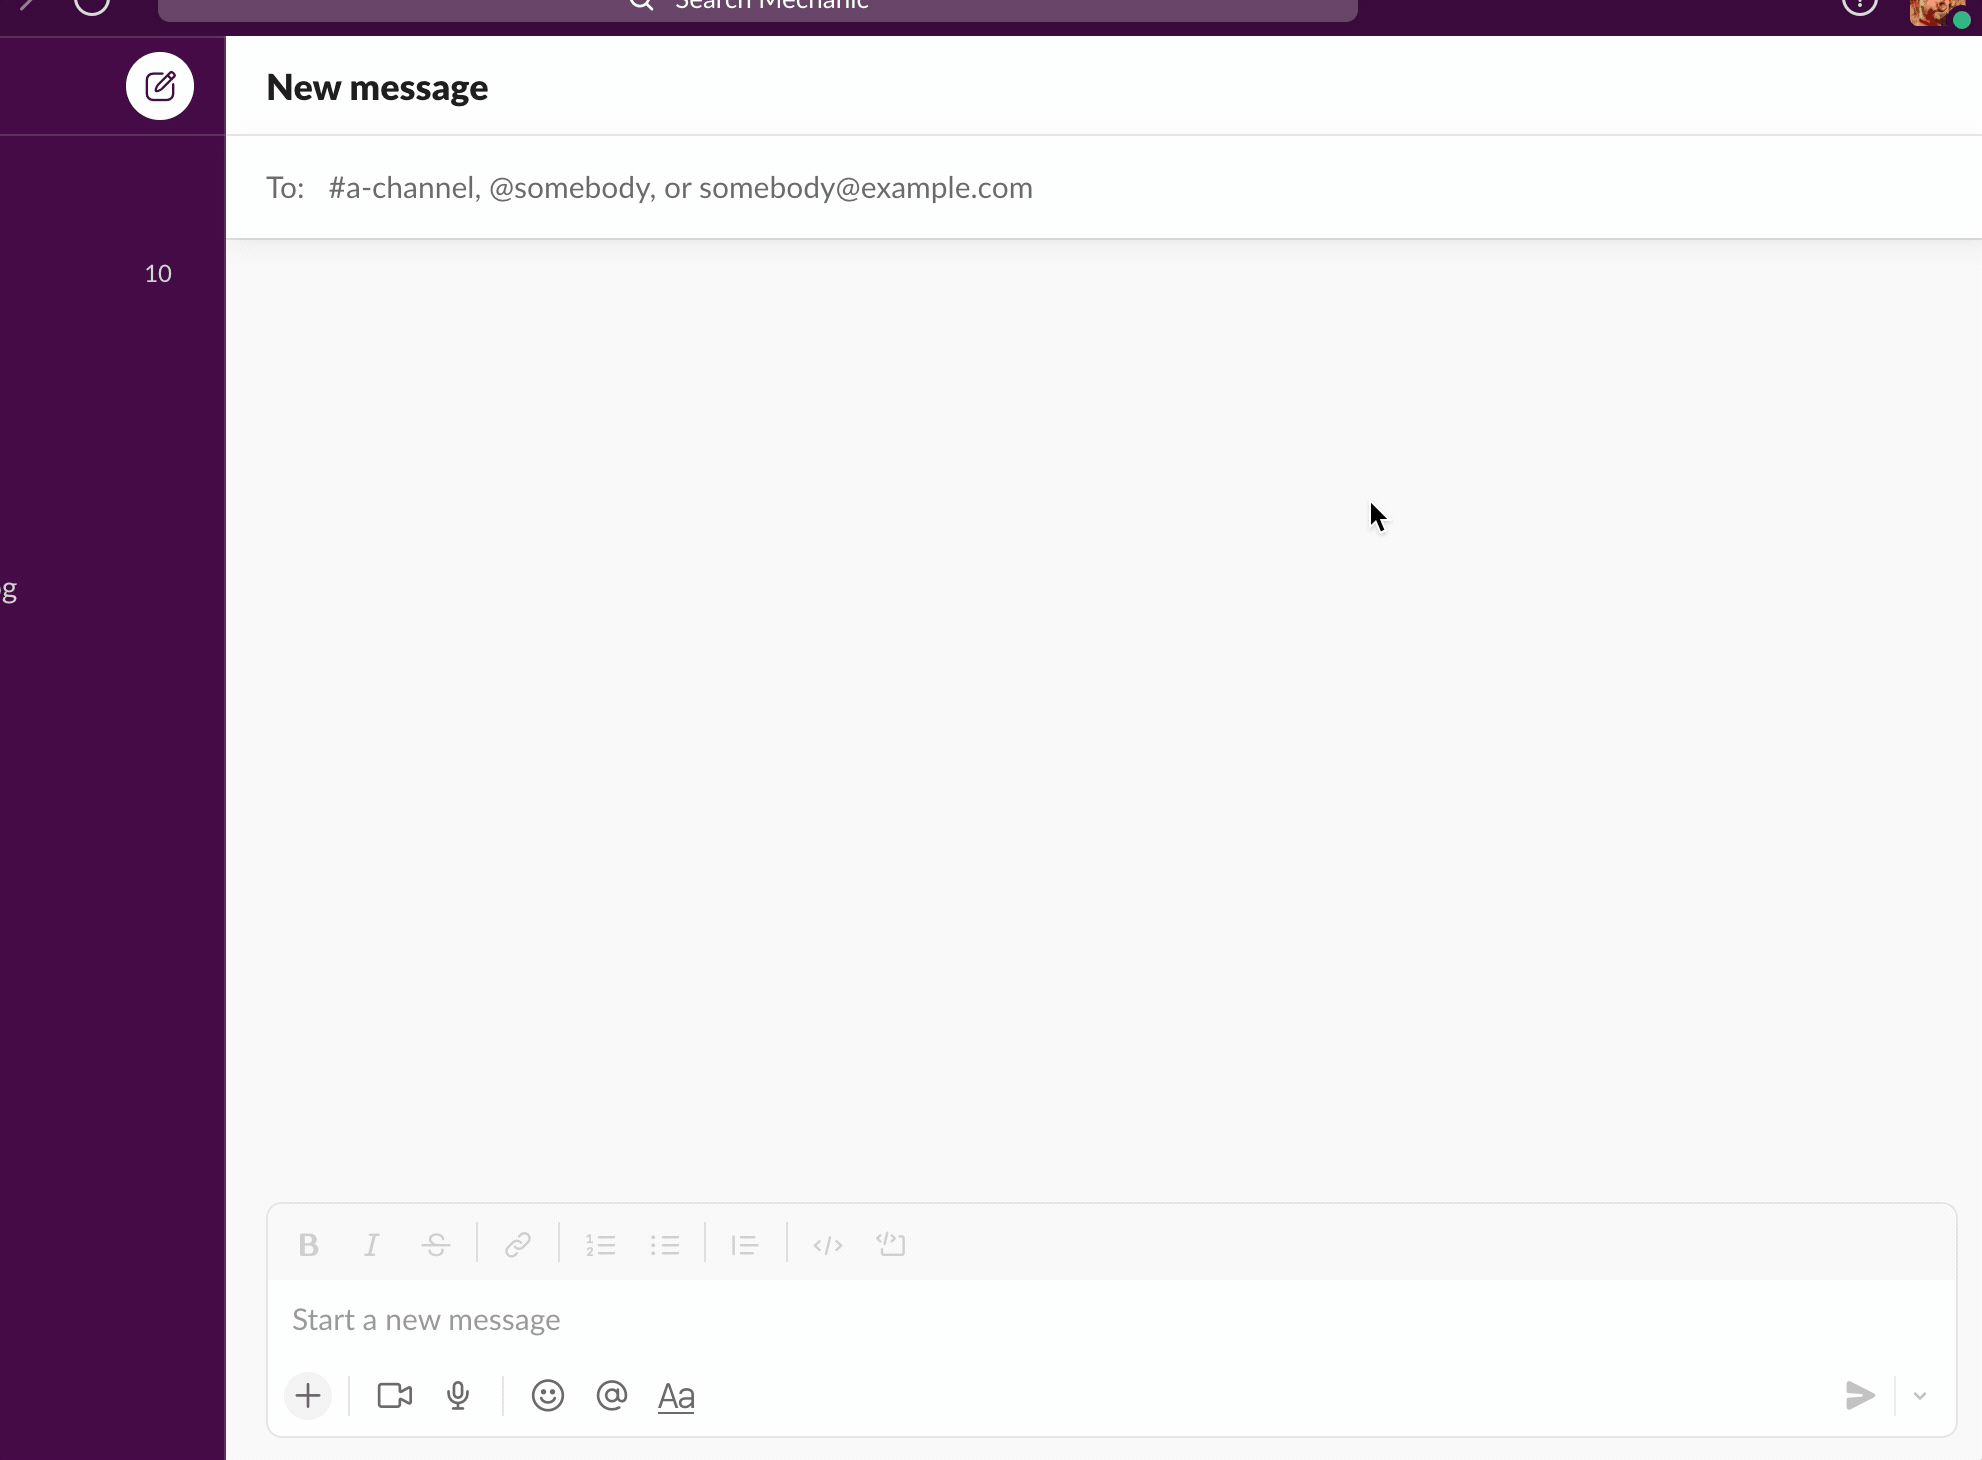 Search Mechanic
New message
To: #a-channel, @somebody, or somebody@example.com
10
g
B I S
Start a new message
@ Aa